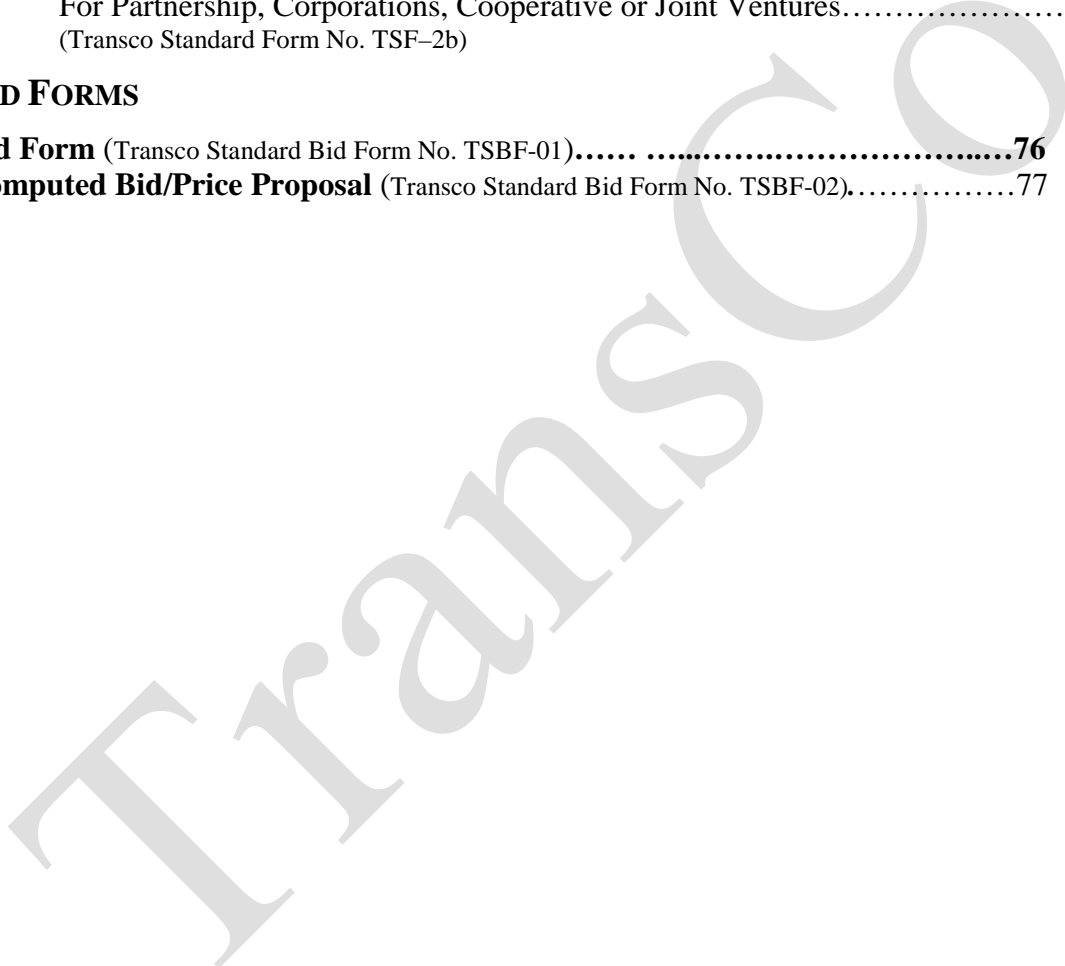 For Partnership, Corporations, Cooperative or Joint Ventures…………………
(Transco Standard Form No. TSF–2b)
D FORMS
d Form (Transco Standard Bid Form No. TSBF-01)…… …...…….………………...…76
omputed Bid/Price Proposal (Transco Standard Bid Form No. TSBF-02).……………77
TransCo